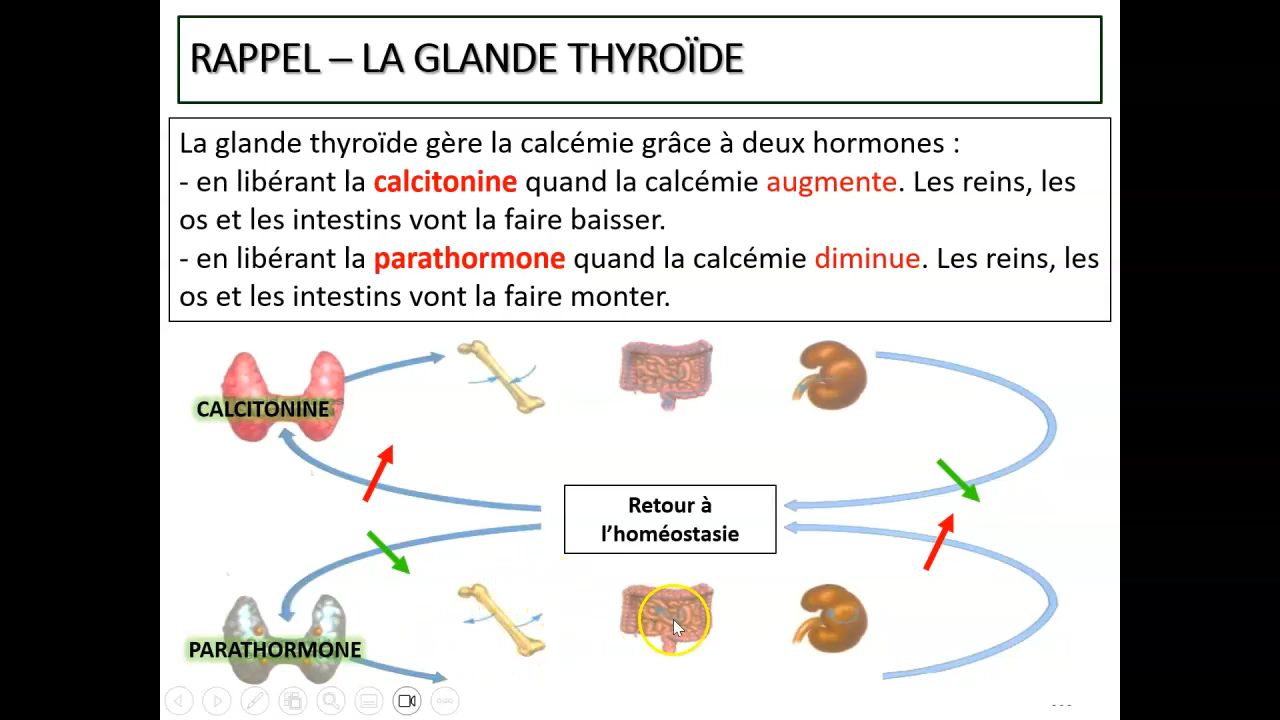 RAPPEL – LA GLANDE THYROÏDE
La glande thyroïde gère la calcémie grâce à deux hormones :
- en libérant la calcitonine quand la calcémie augmente. Les reins, les
os et les intestins vont la faire baisser.
- en libérant la parathormone quand la calcémie diminue. Les reins, les
os et les intestins vont la faire monter.
CALCITONINE
Retour à
l’homéostasie
PARATHORMONE